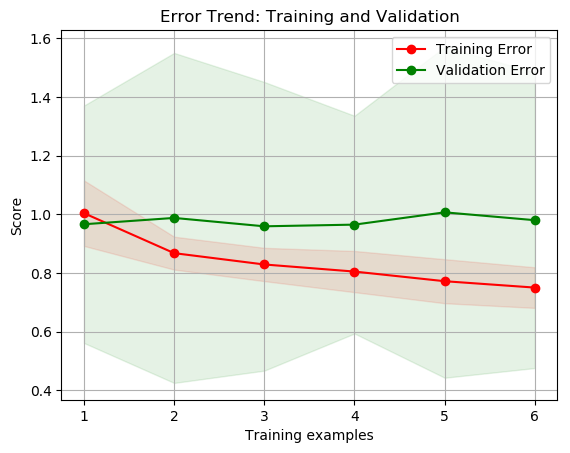 Error Trend: Training and Validation
1.6
1.4
1.2
1.0
0.8
0.6
0.4
Score
Training Error
Validation Error
1 2 3 4 5 6
Training examples